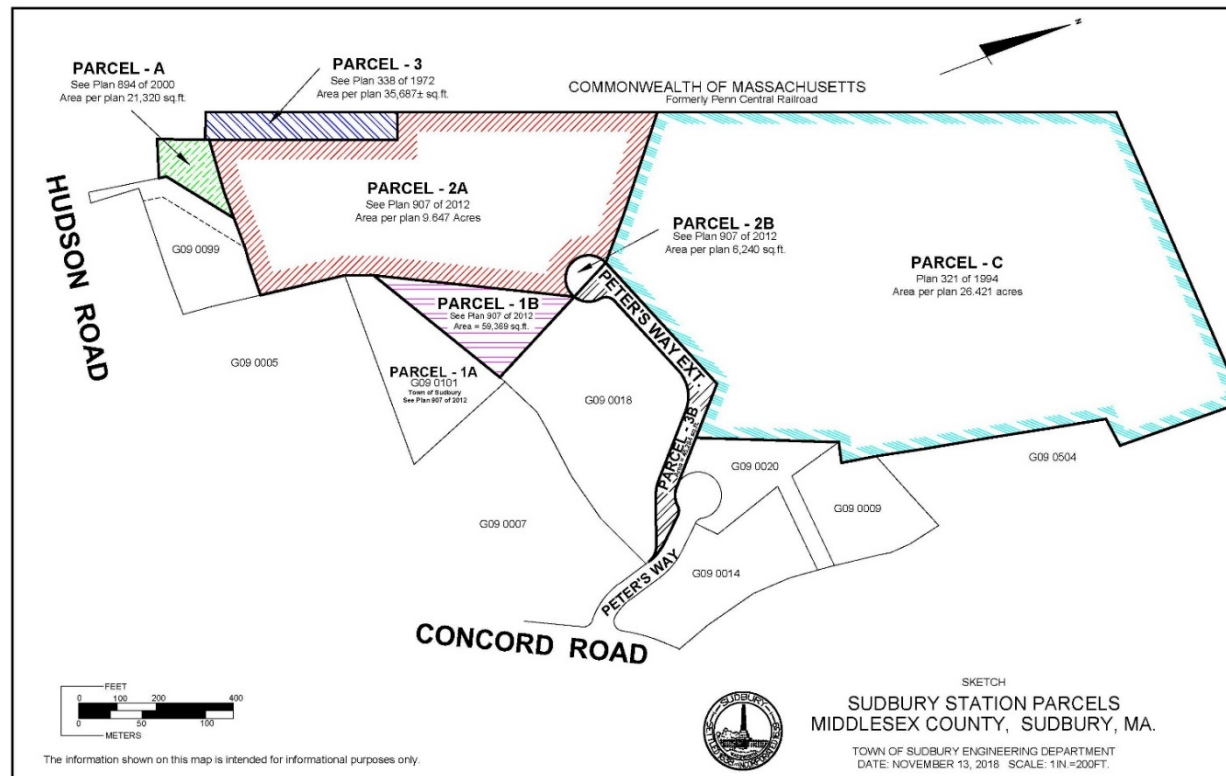 PARCEL - A
See Plan 894 of 2000
Area per plan 21,320 sq.ft.
PARCEL - 3
See Plan 338 of 1972
Area per plan 35,687± sq.ft.
COMMONWEALTH OF MASSACHUSETTS
Formerly Penn Central Railroad
N
HUDSON ROAD
G09 0099
PARCEL - 2A
See Plan 907 of 2012
Area per plan 9.647 Acres
PARCEL - 2B
See Plan 907 of 2012
Area per plan 6,240 sq.ft.
PARCEL - C
Plan 321 of 1994
Area per plan 26.421 acres
PARCEL - 1B
See Plan 907 of 2012
Area = 59,369 sq.ft.
PETER'S WAY EXT.
G09 0005
PARCEL - 1A
G09 0101
Town of Sudbury
See Plan 907 of 2012
G09 0018
PARCEL - 3B
G09 0020
G09 0504
G09 0009
G09 0007
G09 0014
PETER'S WAY
CONCORD ROAD
FEET
0 100 200 400
0 50 100
METERS
The information shown on this map is intended for informational purposes only.
SUDBURY
SKETCH
SUDBURY STATION PARCELS
MIDDLESEX COUNTY, SUDBURY, MA.
TOWN OF SUDBURY ENGINEERING DEPARTMENT
DATE: NOVEMBER 13, 2018 SCALE: 1IN.=200FT.